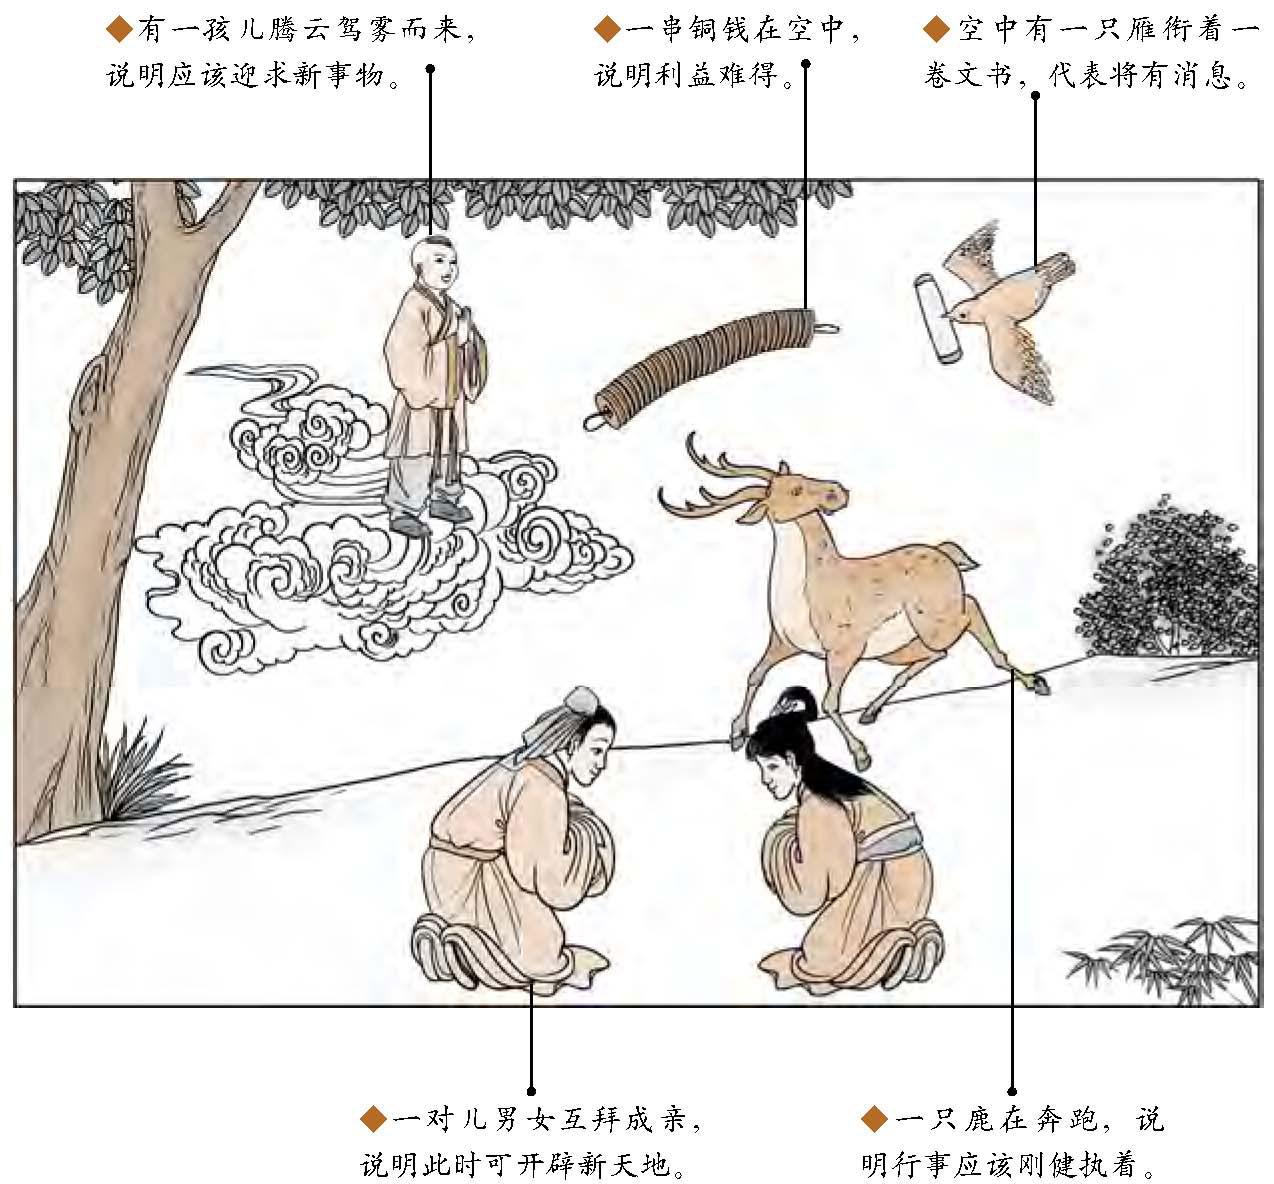 ◆有一孩儿腾云驾雾而来，
说明应该迎求新事物。
◆一串铜钱在空中，
说明利益难得。
◆空中有一只雁衔着一
卷文书，代表将有消息。
◆一对儿男女互拜成亲，
说明此时可开辟新天地。
◆一只鹿在奔跑，说
明行事应该刚健执着。